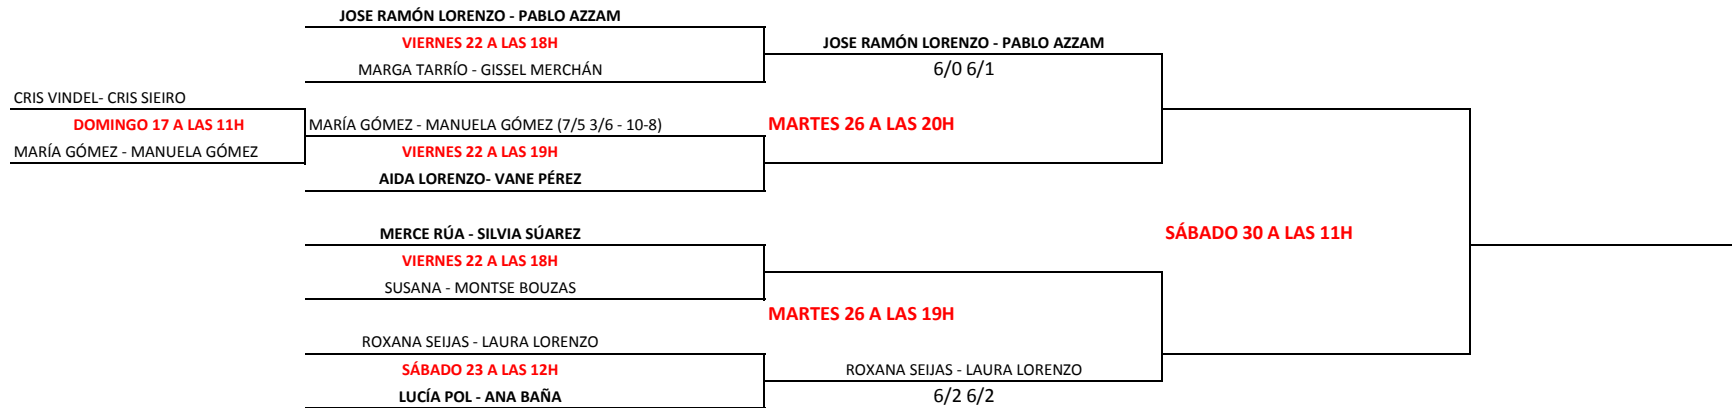 JOSE RAMÓN LORENZO - PABLO AZZAM
VIERNES 22 A LAS 18H
JOSE RAMÓN LORENZO - PABLO AZZAM
MARGA TARRÍO - GISSEL MERCHÁN
6/0 6/1
CRIS VINDEL- CRIS SIEIRO
DOMINGO 17 A LAS 11H
MARÍA GÓMEZ - MANUELA GÓMEZ (7/5 3/6 - 10-8)
MARTES 26 A LAS 20H
MARÍA GÓMEZ - MANUELA GÓMEZ
VIERNES 22 A LAS 19H
AIDA LORENZO- VANE PÉREZ
MERCE RÚA - SILVIA SÚAREZ
SÁBADO 30 A LAS 11H
VIERNES 22 A LAS 18H
SUSANA - MONTSE BOUZAS
MARTES 26 A LAS 19H
ROXANA SEIJAS - LAURA LORENZO
SÁBADO 23 A LAS 12H
ROXANA SEIJAS - LAURA LORENZO
LUCÍA POL - ANA BAÑA
6/2 6/2